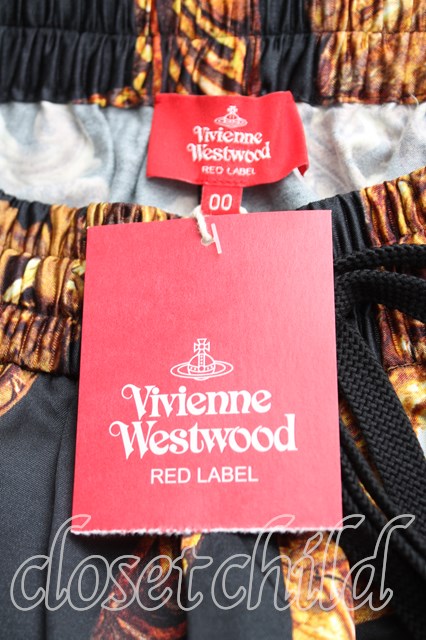 Vivienne
Westwood
RED LABEL
00
Vivienne
Westwood
RED LABEL
closetchild